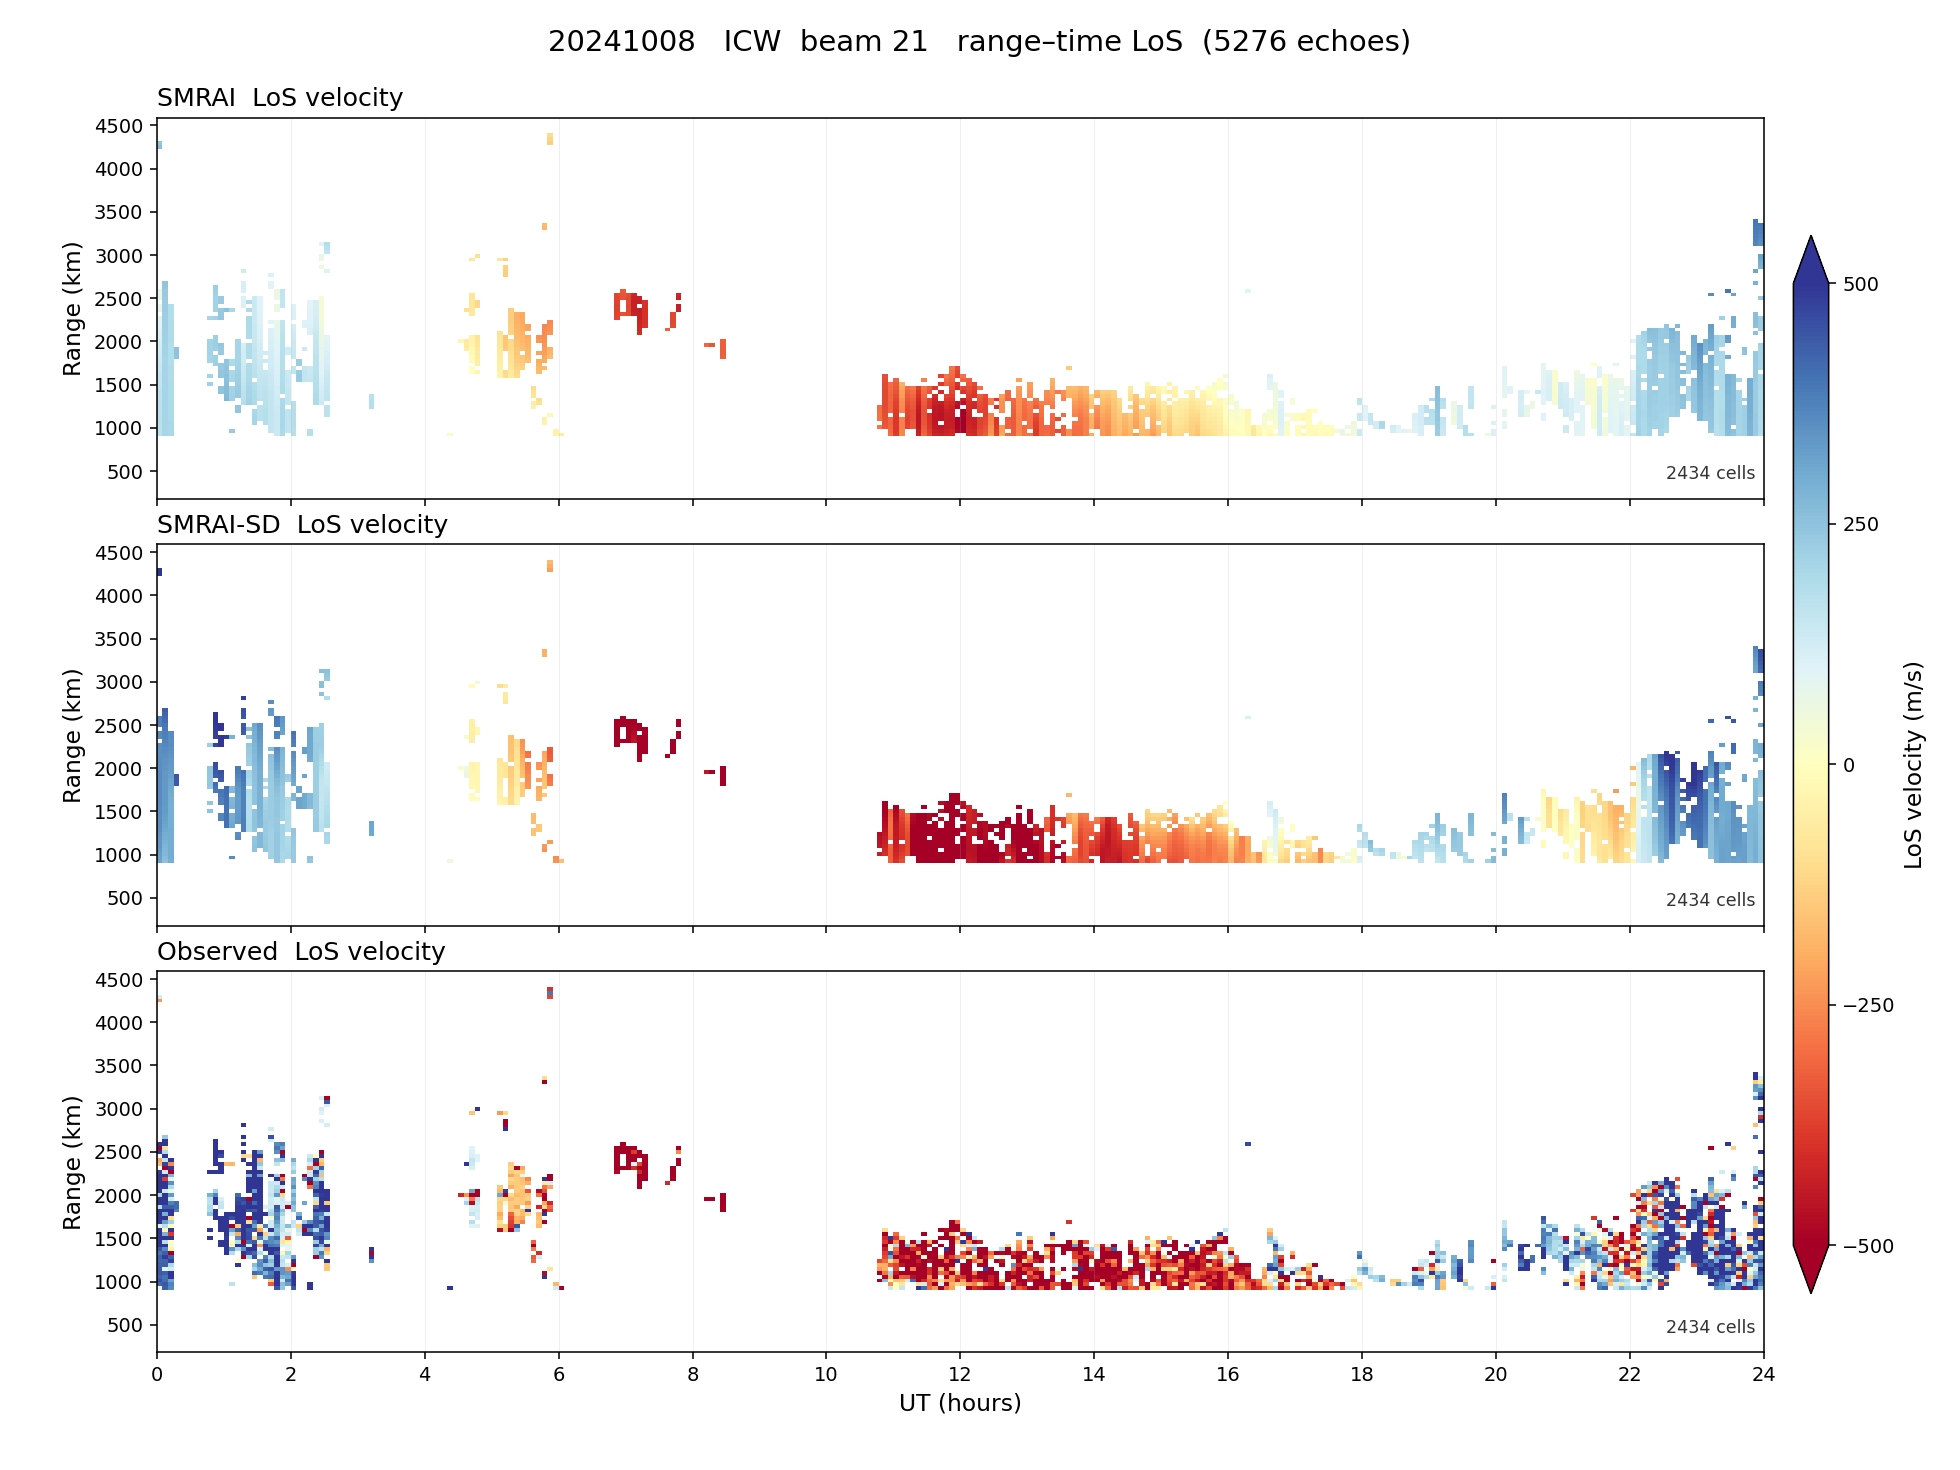 20241008   ICW  beam 21   range–time LoS  (5276 echoes)
SMRAI  LoS velocity
4500
4000
3500
3000
2500
2000
1500
1000
500
Range (km)
2434 cells
SMRAI-SD  LoS velocity
4500
4000
3500
3000
2500
2000
1500
1000
500
Range (km)
2434 cells
Observed  LoS velocity
4500
4000
3500
3000
2500
2000
1500
1000
500
Range (km)
2434 cells
0 2 4 6 8 10 12 14 16 18 20 22 24
UT (hours)
500
250
0
−250
−500
LoS velocity (m/s)